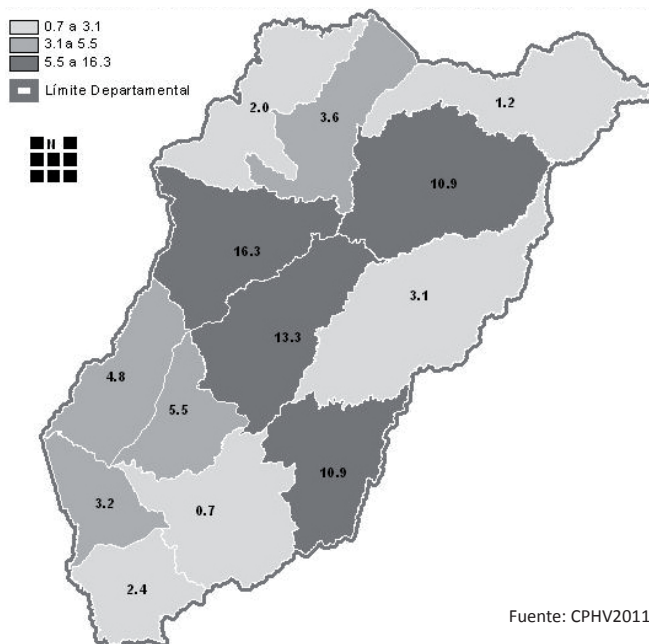 0.7 a 3.1
3.1 a 5.5
5.5 a 16.3
Límite Departamental
N
2.0
3.6
1.2
10.9
16.3
3.1
13.3
4.8
5.5
10.9
3.2
0.7
2.4
Fuente: CPHV2011